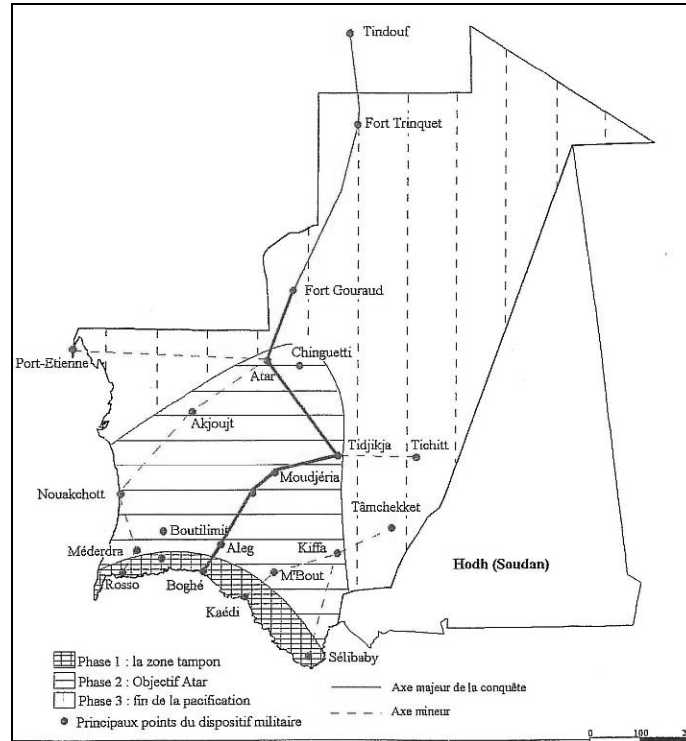 Tindouf
Fort Trinquet
Fort Gouraud
Port-Etienne
Chinguetti
Atar
Akjoujt
Tidjikja
Tichitt
Moudjéria
Nouakchott
Tâmchekket
Boutilimit
Aleg
Kiffa
Méderdra
Hodh (Soudan)
M'Bout
Rosso
Boghé
Kaédi
Sélibaby
Phase 1 : la zone tampon
Phase 2 : Objectif Atar
Phase 3 : fin de la pacification
Principaux points du dispositif militaire
Axe majeur de la conquête
Axe mineur
0 100